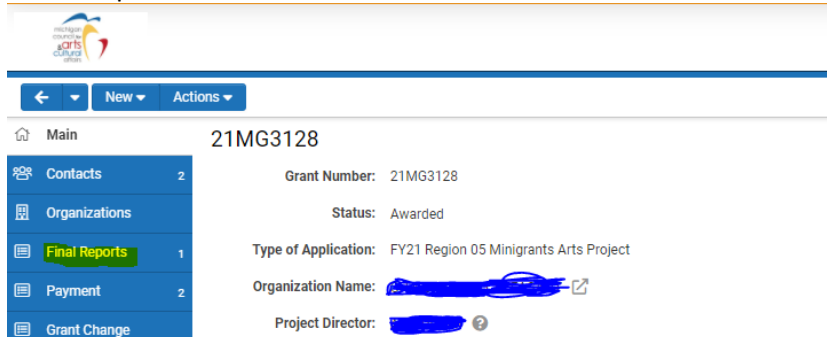 michigan
council for
&arts
cultural
affairs
New Actions
Main
21MG3128
Contacts 2
Grant Number: 21MG3128
Organizations
Status: Awarded
Final Reports 1
Type of Application: FY21 Region 05 Minigrants Arts Project
Payment 2
Organization Name:
Grant Change
Project Director: